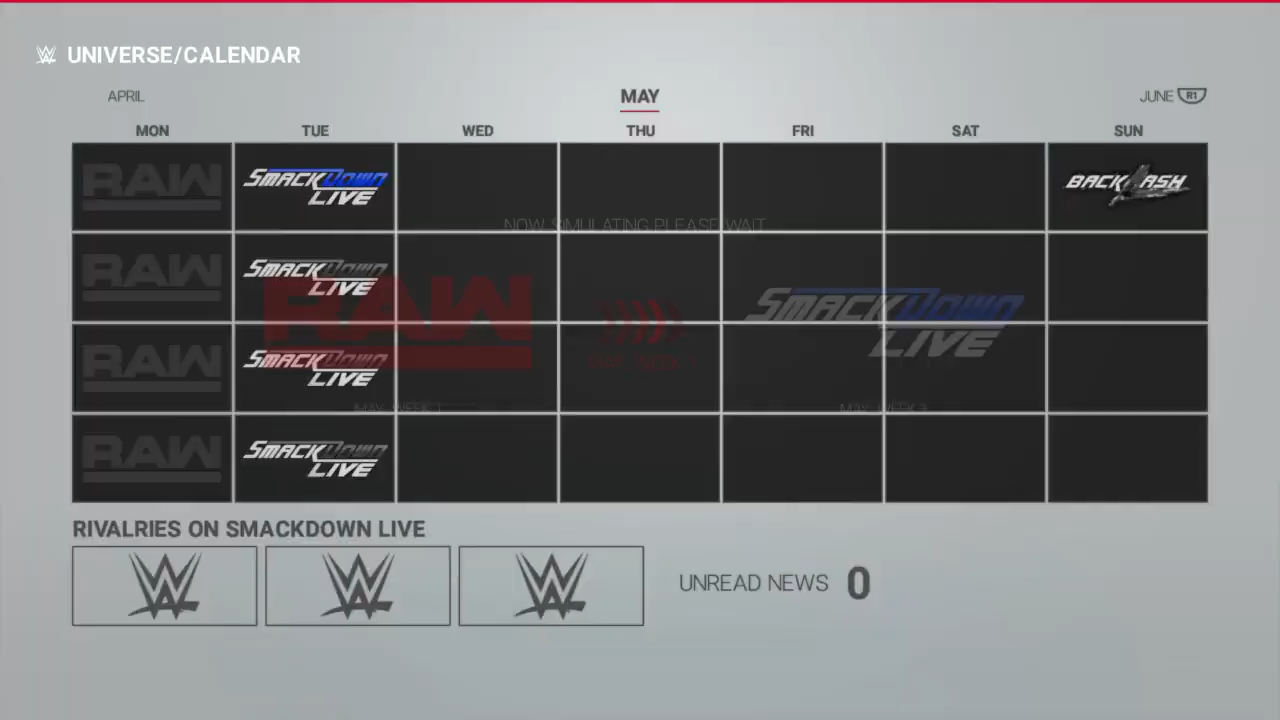 UNIVERSE/CALENDAR
APRIL MAY JUNE R1
MON TUE WED THU FRI SAT SUN
RAW SMACKDOWN LIVE BACKLASH
NOW SIMULATING PLEASE WAIT
RAW SMACKDOWN LIVE
RAW SMACKDOWN LIVE
RAW SMACKDOWN LIVE
RAW SMACKDOWN LIVE
RIVALRIES ON SMACKDOWN LIVE
UNREAD NEWS 0